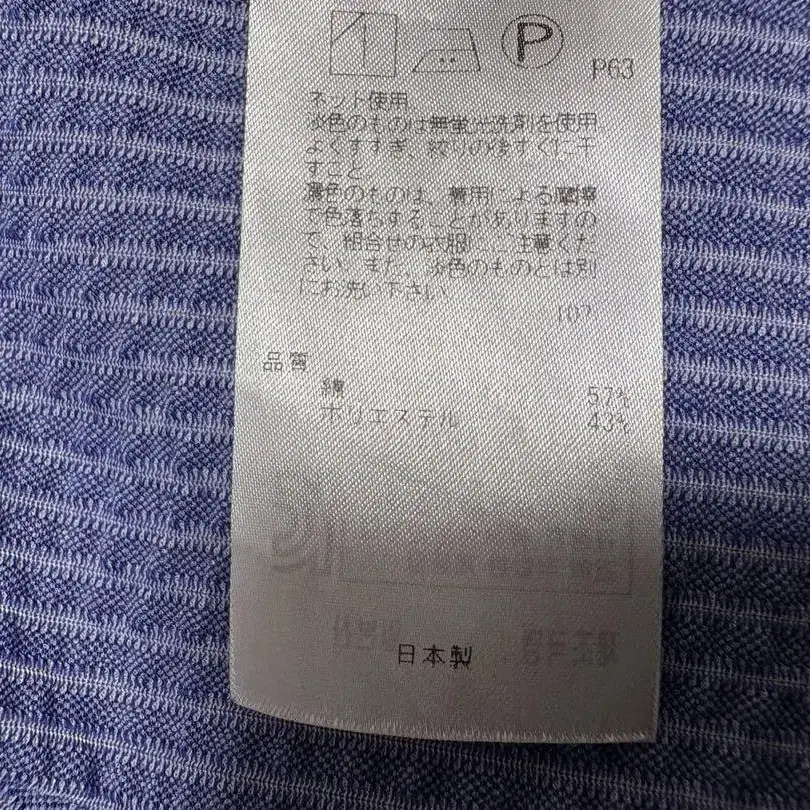 P
P63
ネット使用
淡色のものは無蛍光洗剤を使用
よくすすぎ、絞りの後すぐに干
すこと。
濃色のものは、着用による摩擦
で色落ちすることがありますの
で、組合せの衣服にご注意くだ
さい。また、淡色のものとは別
にお洗い下さい
107
品質
綿 57%
ポリエステル 43%
日本製